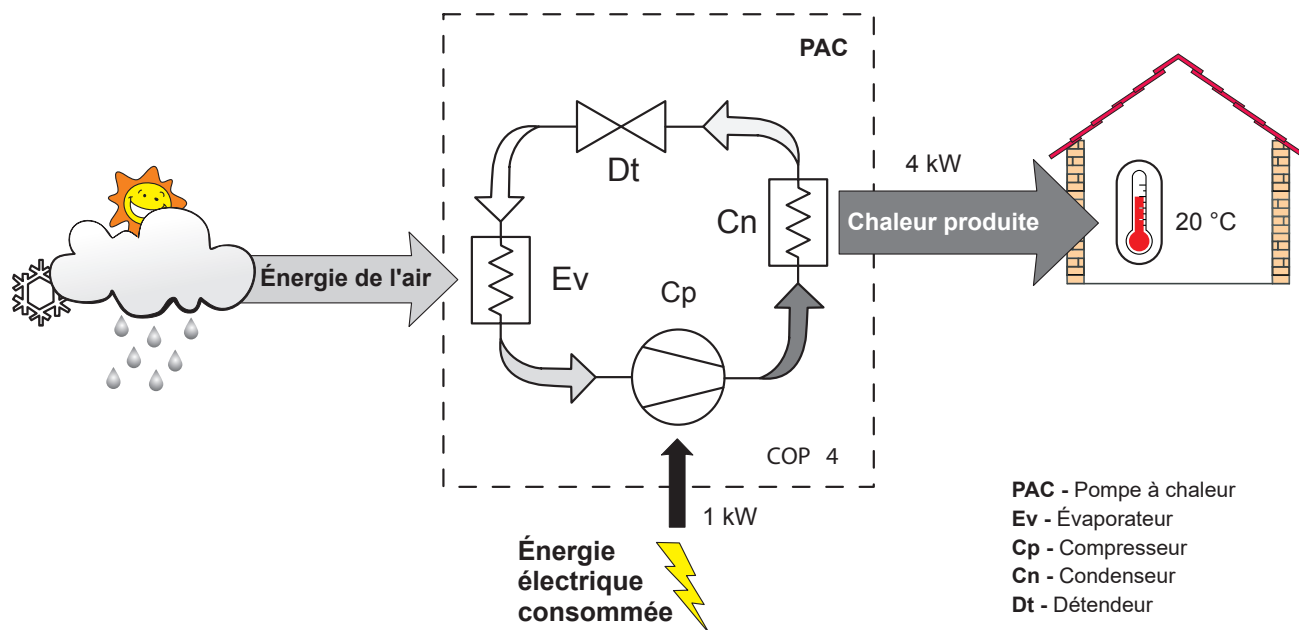 PAC
Dt
4 kW
Cn
Chaleur produite
20 °C
Énergie de l'air
Ev
Cp
COP 4
1 kW
Énergie
électrique
consommée
PAC - Pompe à chaleur
Ev - Évaporateur
Cp - Compresseur
Cn - Condenseur
Dt - Détendeur